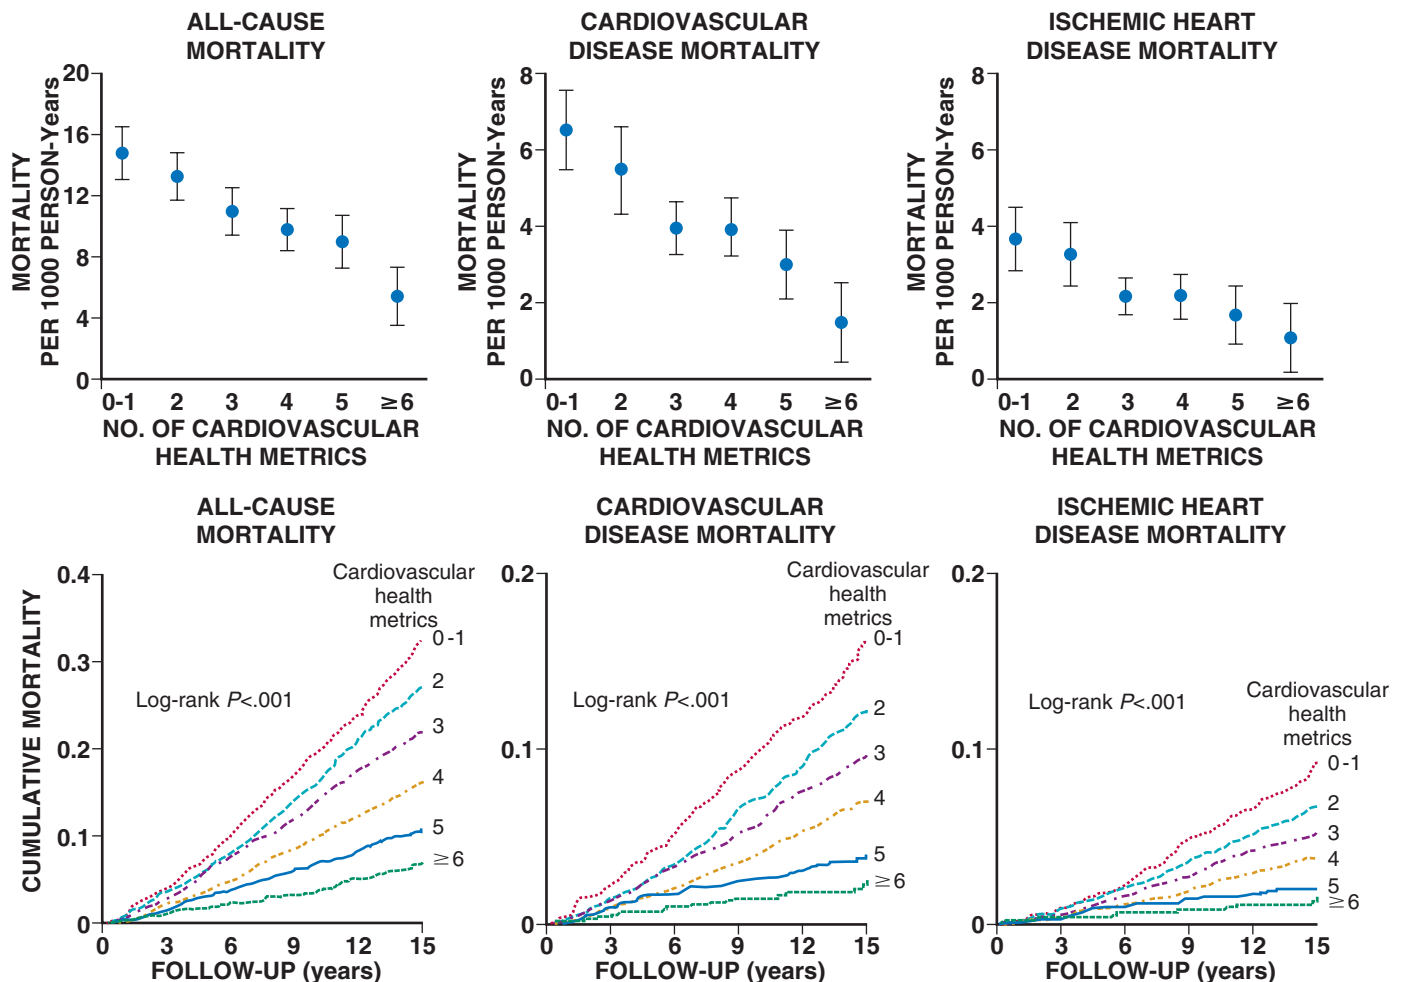 ALL-CAUSE
MORTALITY
MORTALITY
PER 1000 PERSON-Years
20
16
12
8
4
0
0-1 2 3 4 5 ≥6
NO. OF CARDIOVASCULAR
HEALTH METRICS
CARDIOVASCULAR
DISEASE MORTALITY
MORTALITY
PER 1000 PERSON-Years
8
6
4
2
0
0-1 2 3 4 5 ≥6
NO. OF CARDIOVASCULAR
HEALTH METRICS
ISCHEMIC HEART
DISEASE MORTALITY
MORTALITY
PER 1000 PERSON-Years
8
6
4
2
0
0-1 2 3 4 5 ≥6
NO. OF CARDIOVASCULAR
HEALTH METRICS
ALL-CAUSE
MORTALITY
CUMULATIVE MORTALITY
0.4
0.3
0.2
0.1
0
Cardiovascular
health
metrics
0-1
2
3
4
5
≥6
Log-rank P<.001
0 3 6 9 12 15
FOLLOW-UP (years)
CARDIOVASCULAR
DISEASE MORTALITY
0.2
0.1
0
Cardiovascular
health
metrics
0-1
2
3
4
5
≥6
Log-rank P<.001
0 3 6 9 12 15
FOLLOW-UP (years)
ISCHEMIC HEART
DISEASE MORTALITY
0.2
0.1
0
Log-rank P<.001
Cardiovascular
health
metrics
0-1
2
3
4
5
≥6
0 3 6 9 12 15
FOLLOW-UP (years)